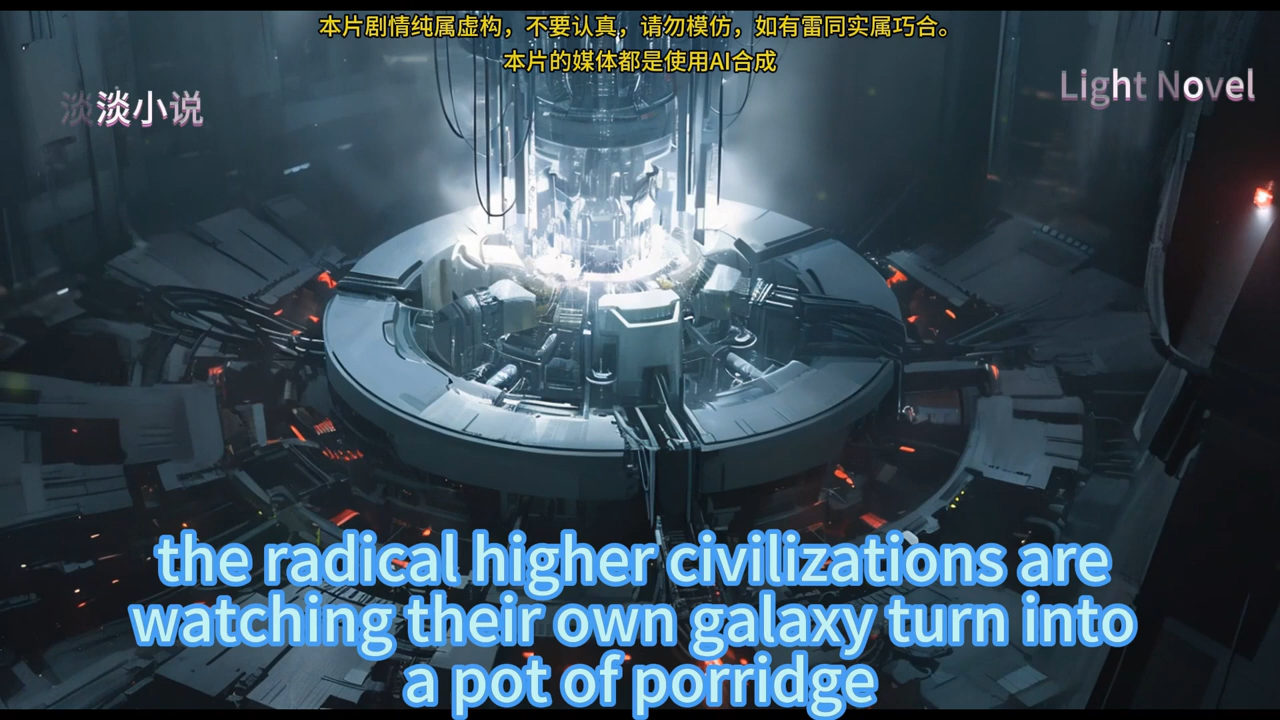 本片剧情纯属虚构，不要认真，请勿模仿，如有雷同实属巧合。
本片的媒体都是使用AI合成
淡淡小说
Light Novel
the radical higher civilizations are
watching their own galaxy turn into
a pot of porridge